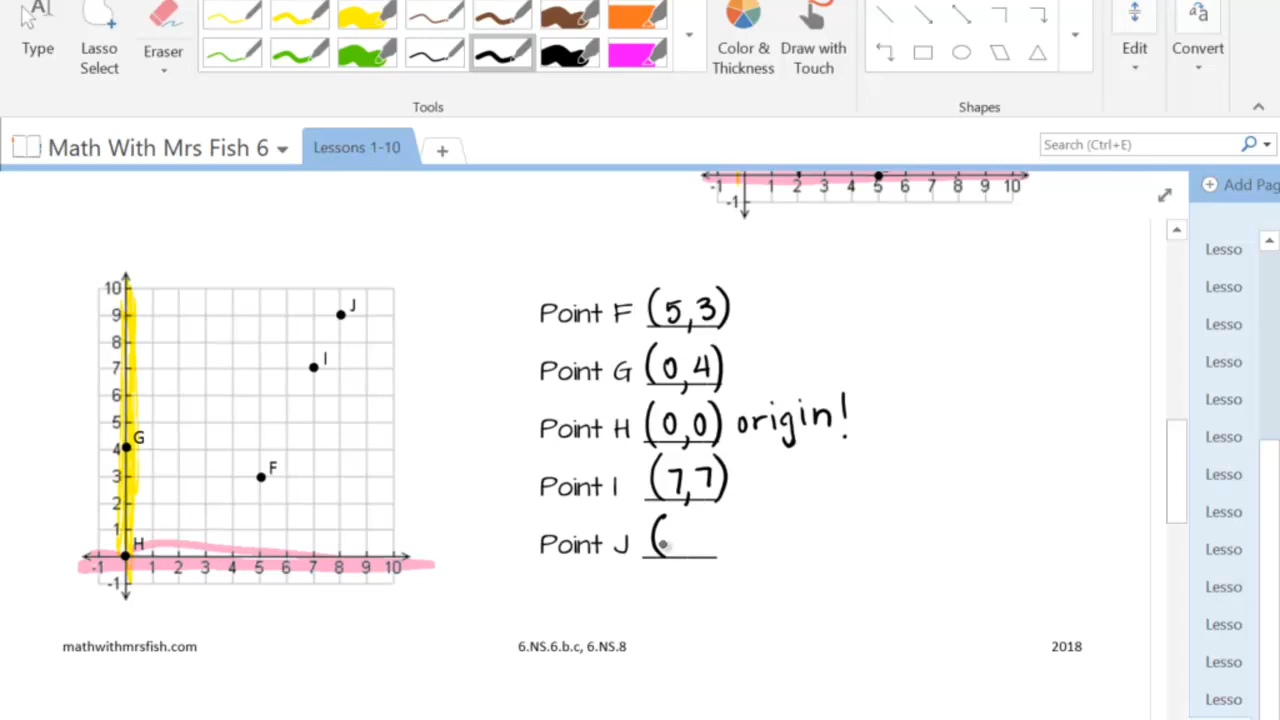 Type
Lasso Select
Eraser
Color & Thickness
Draw with Touch
Edit
Convert
Tools
Shapes
Math With Mrs Fish 6
Lessons 1-10
+
Search (Ctrl+E)
-1 1 2 3 4 5 6 7 8 9 10
-1
Add Pag
Lesso
Lesso
Lesso
Lesso
Lesso
Lesso
Lesso
Lesso
Lesso
Lesso
Lesso
Lesso
Lesso
10
9
8
7
6
5
4
3
2
1
-1
-1 1 2 3 4 5 6 7 8 9 10
J
I
G
F
H
Point F (5,3)
Point G (0,4)
Point H (0,0) origin!
Point I (7,7)
Point J (
mathwithmrsfish.com
6.NS.6.b.c, 6.NS.8
2018